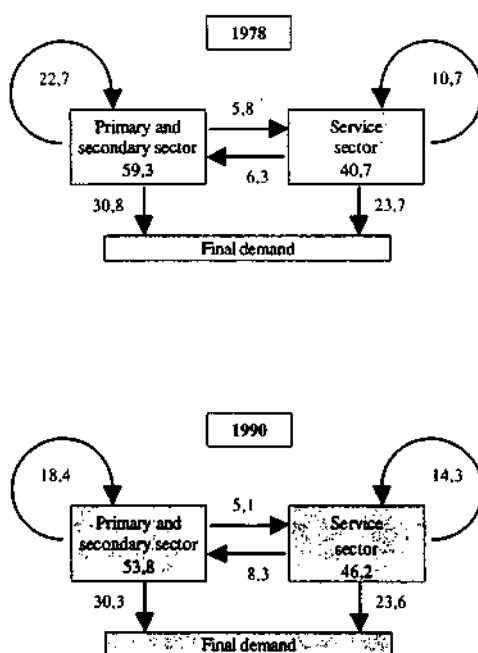 1978
22,7
10,7
Primary and
secondary sector
59,3
5,8
6,3
Service
sector
40,7
30,8
23,7
Final demand
1990
18,4
14,3
Primary and
secondary sector
53,8
5,1
8,3
Service
sector
46,2
30,3
23,6
Final demand